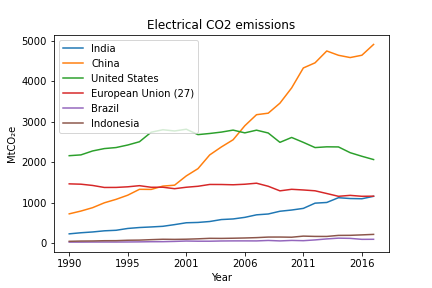 Electrical CO2 emissions
India
China
United States
European Union (27)
Brazil
Indonesia
MtCO₂e
5000
4000
3000
2000
1000
0
1990
1995
2001
2006
2011
2016
Year